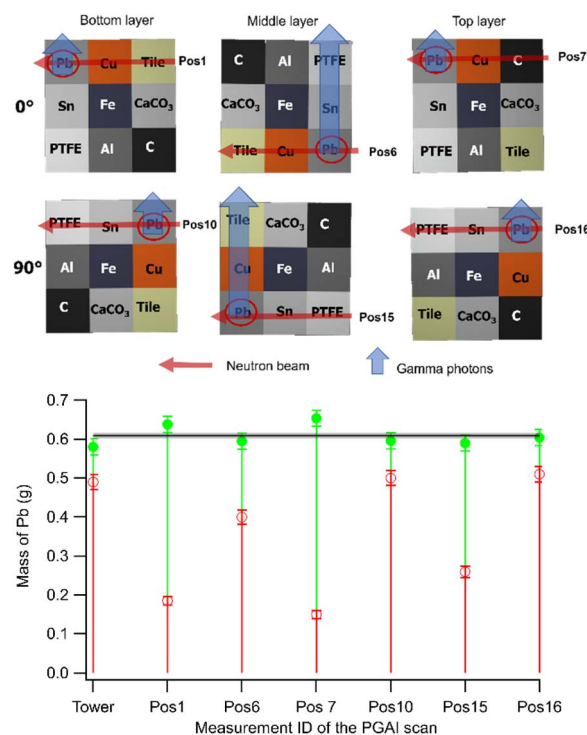 Bottom layer Middle layer Top layer
Pb Cu Tile Pos1
C Al PTFE
Pb Cu C Pos7
0°
Sn Fe CaCO3
CaCO3 Fe Sn
Sn Fe CaCO3
PTFE Al C
Tile Cu Pb Pos6
PTFE Al Tile
PTFE Sn Pb Pos10
Tile CaCO3 C
PTFE Sn Pb Pos16
90°
Al Fe Cu
Cu Fe Al
Al Fe Cu
C CaCO3 Tile
Pb Sn PTFE Pos15
Tile CaCO3 C
Neutron beam Gamma photons
0.7
0.6
0.5
0.4
0.3
0.2
0.1
0.0
Mass of Pb (g)
Tower Pos1 Pos6 Pos 7 Pos10 Pos15 Pos16
Measurement ID of the PGAI scan